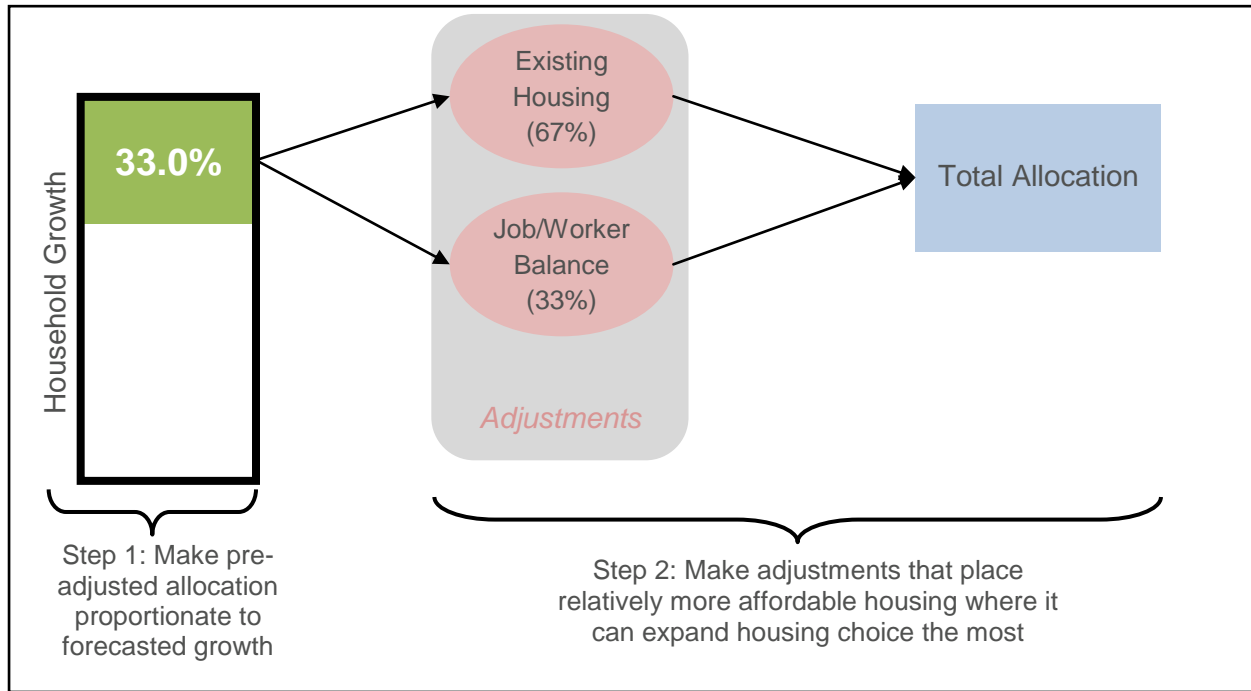 Household Growth
33.0%
Existing
Housing
(67%)
Job/Worker
Balance
(33%)
Adjustments
Total Allocation
Step 1: Make pre-
adjusted allocation
proportionate to
forecasted growth
Step 2: Make adjustments that place
relatively more affordable housing where it
can expand housing choice the most